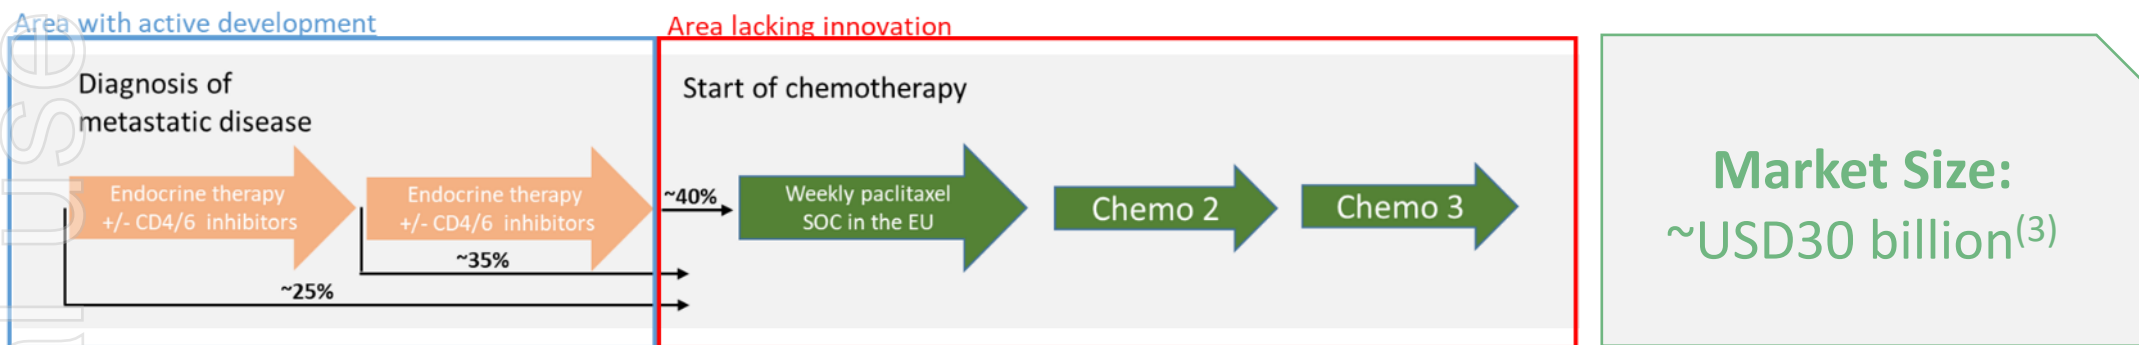 Area with active development
Area lacking innovation
Diagnosis of
metastatic disease
Start of chemotherapy
Endocrine therapy
+/- CD4/6 inhibitors
Endocrine therapy
+/- CD4/6 inhibitors
~40%
Weekly paclitaxel
SOC in the EU
Chemo 2
Chemo 3
~35%
~25%
Market Size:
~USD30 billion(3)
use